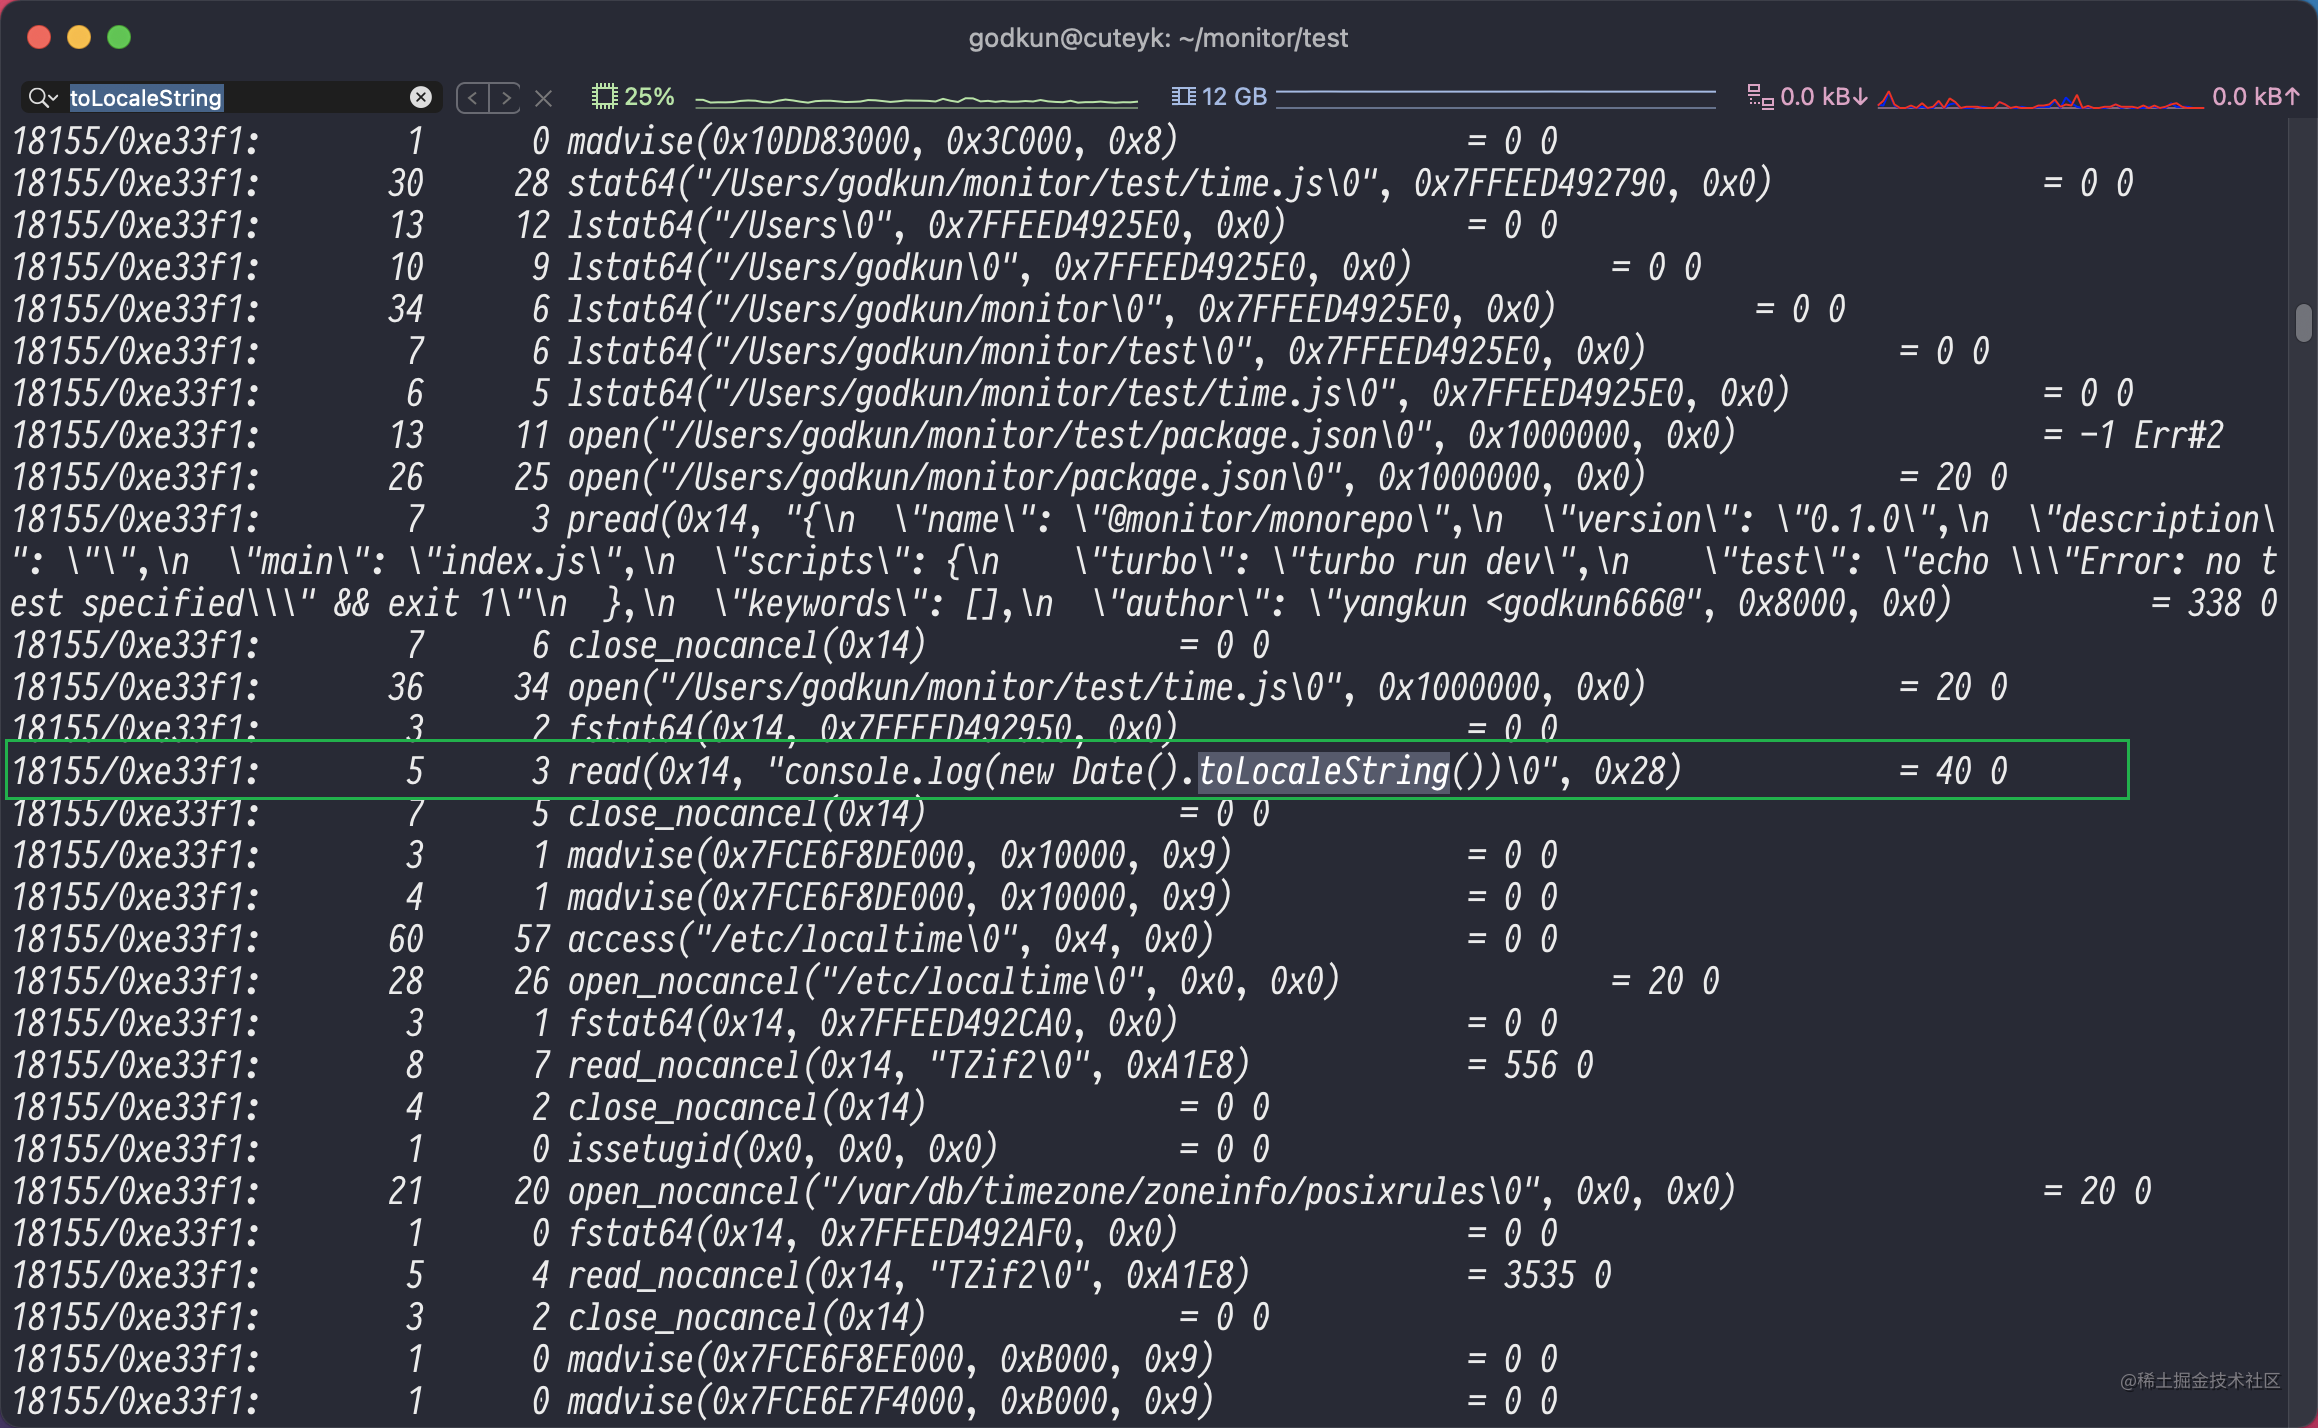 godkun@cuteyk: ~/monitor/test
toLocaleString 25% 12 GB 0.0 kB↓ 0.0 kB↑
18155/0xe33f1: 1 0 madvise(0x10DD83000, 0x3C000, 0x8) = 0 0
18155/0xe33f1: 30 28 stat64("/Users/godkun/monitor/test/time.js\0", 0x7FFEED492790, 0x0) = 0 0
18155/0xe33f1: 13 12 lstat64("/Users\0", 0x7FFEED4925E0, 0x0) = 0 0
18155/0xe33f1: 10 9 lstat64("/Users/godkun\0", 0x7FFEED4925E0, 0x0) = 0 0
18155/0xe33f1: 34 6 lstat64("/Users/godkun/monitor\0", 0x7FFEED4925E0, 0x0) = 0 0
18155/0xe33f1: 7 6 lstat64("/Users/godkun/monitor/test\0", 0x7FFEED4925E0, 0x0) = 0 0
18155/0xe33f1: 6 5 lstat64("/Users/godkun/monitor/test/time.js\0", 0x7FFEED4925E0, 0x0) = 0 0
18155/0xe33f1: 13 11 open("/Users/godkun/monitor/test/package.json\0", 0x1000000, 0x0) = -1 Err#2
18155/0xe33f1: 26 25 open("/Users/godkun/monitor/package.json\0", 0x1000000, 0x0) = 20 0
18155/0xe33f1: 7 3 pread(0x14, "{\n  \"name\": \"@monitor/monorepo\",\n  \"version\": \"0.1.0\",\n  \"description\
": \"\",\n  \"main\": \"index.js\",\n  \"scripts\": {\n    \"turbo\": \"turbo run dev\",\n    \"test\": \"echo \\\"Error: no t
est specified\\\" && exit 1\"\n  },\n  \"keywords\": [],\n  \"author\": \"yangkun <godkun666@", 0x8000, 0x0) = 338 0
18155/0xe33f1: 7 6 close_nocancel(0x14) = 0 0
18155/0xe33f1: 36 34 open("/Users/godkun/monitor/test/time.js\0", 0x1000000, 0x0) = 20 0
18155/0xe33f1: 3 2 fstat64(0x14, 0x7FFEED492950, 0x0) = 0 0
18155/0xe33f1: 5 3 read(0x14, "console.log(new Date().toLocaleString())\0", 0x28) = 40 0
18155/0xe33f1: 7 5 close_nocancel(0x14) = 0 0
18155/0xe33f1: 3 1 madvise(0x7FCE6F8DE000, 0x10000, 0x9) = 0 0
18155/0xe33f1: 4 1 madvise(0x7FCE6F8DE000, 0x10000, 0x9) = 0 0
18155/0xe33f1: 60 57 access("/etc/localtime\0", 0x4, 0x0) = 0 0
18155/0xe33f1: 28 26 open_nocancel("/etc/localtime\0", 0x0, 0x0) = 20 0
18155/0xe33f1: 3 1 fstat64(0x14, 0x7FFEED492CA0, 0x0) = 0 0
18155/0xe33f1: 8 7 read_nocancel(0x14, "TZif2\0", 0xA1E8) = 556 0
18155/0xe33f1: 4 2 close_nocancel(0x14) = 0 0
18155/0xe33f1: 1 0 issetugid(0x0, 0x0, 0x0) = 0 0
18155/0xe33f1: 21 20 open_nocancel("/var/db/timezone/zoneinfo/posixrules\0", 0x0, 0x0) = 20 0
18155/0xe33f1: 1 0 fstat64(0x14, 0x7FFEED492AF0, 0x0) = 0 0
18155/0xe33f1: 5 4 read_nocancel(0x14, "TZif2\0", 0xA1E8) = 3535 0
18155/0xe33f1: 3 2 close_nocancel(0x14) = 0 0
18155/0xe33f1: 1 0 madvise(0x7FCE6F8EE000, 0xB000, 0x9) = 0 0
18155/0xe33f1: 1 0 madvise(0x7FCE6E7F4000, 0xB000, 0x9) = 0 0
@稀土掘金技术社区